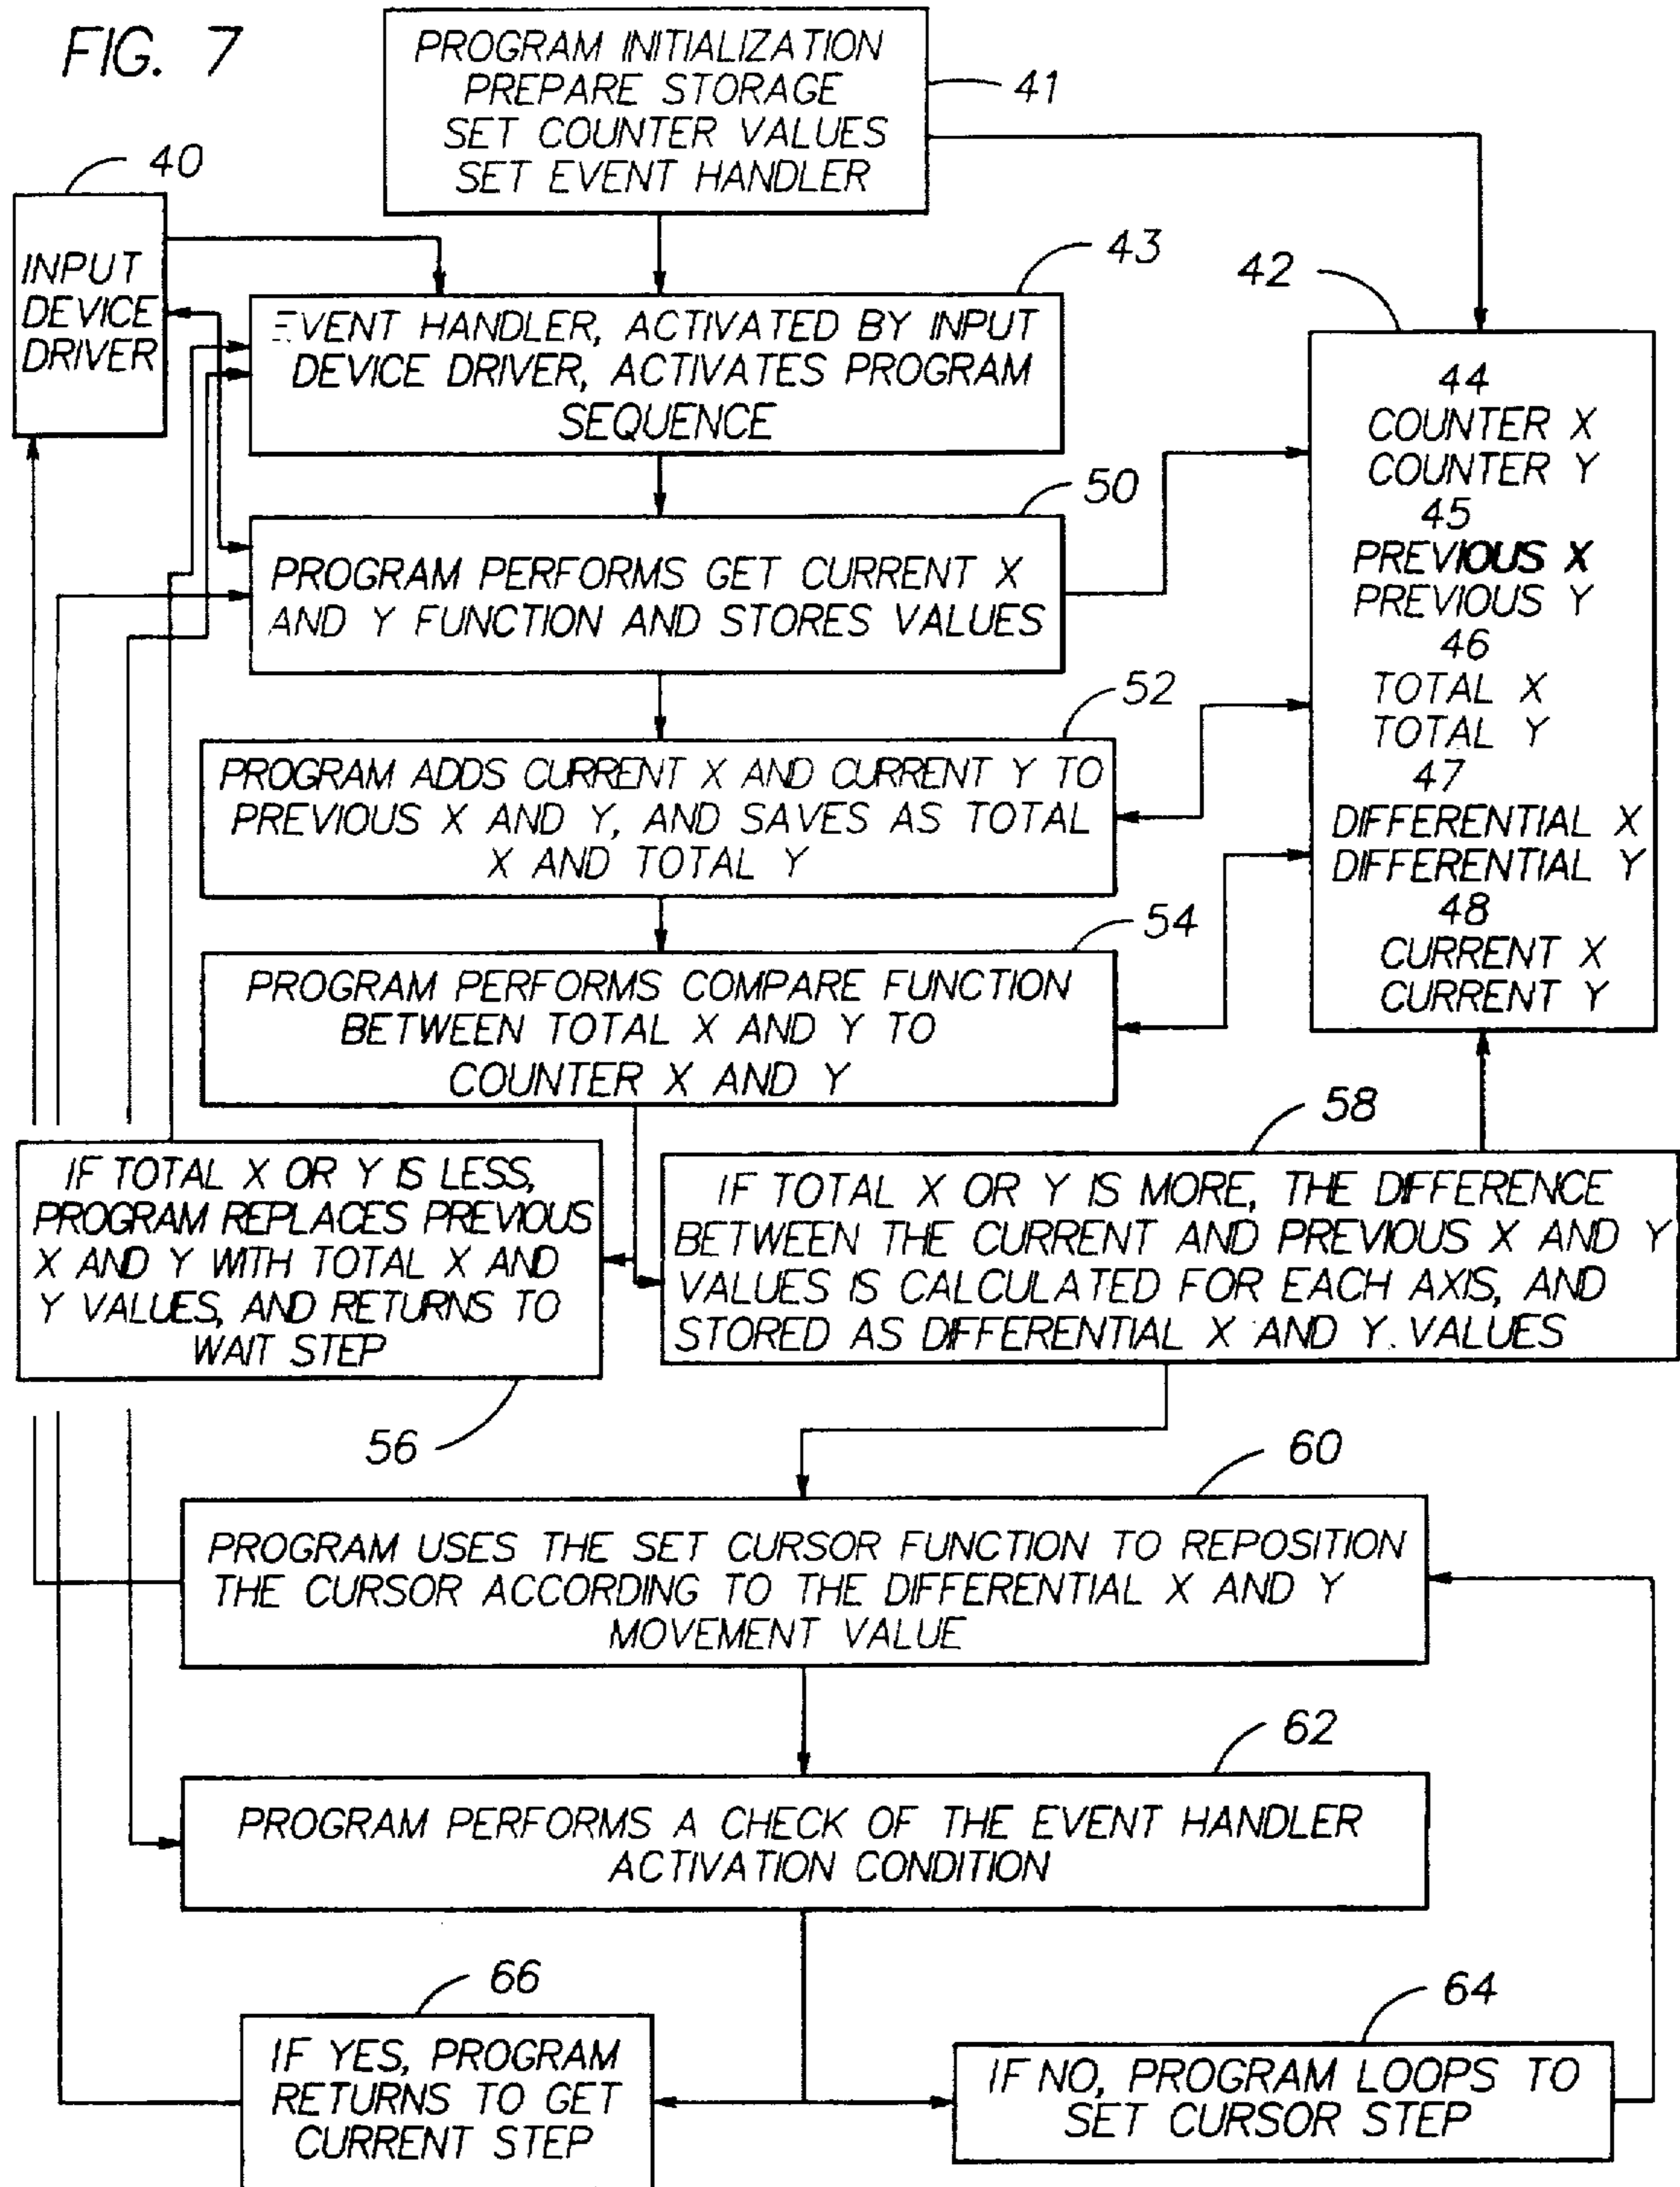 FIG. 7
PROGRAM INITIALIZATION
PREPARE STORAGE
SET COUNTER VALUES
SET EVENT HANDLER
41
40
INPUT
DEVICE
DRIVER
43
EVENT HANDLER, ACTIVATED BY INPUT
DEVICE DRIVER, ACTIVATES PROGRAM
SEQUENCE
42
44
COUNTER X
COUNTER Y
45
PREVIOUS X
PREVIOUS Y
46
TOTAL X
TOTAL Y
47
DIFFERENTIAL X
DIFFERENTIAL Y
48
CURRENT X
CURRENT Y
50
PROGRAM PERFORMS GET CURRENT X
AND Y FUNCTION AND STORES VALUES
52
PROGRAM ADDS CURRENT X AND CURRENT Y TO
PREVIOUS X AND Y, AND SAVES AS TOTAL
X AND TOTAL Y
54
PROGRAM PERFORMS COMPARE FUNCTION
BETWEEN TOTAL X AND Y TO
COUNTER X AND Y
IF TOTAL X OR Y IS LESS,
PROGRAM REPLACES PREVIOUS
X AND Y WITH TOTAL X AND
Y VALUES, AND RETURNS TO
WAIT STEP
56
58
IF TOTAL X OR Y IS MORE, THE DIFFERENCE
BETWEEN THE CURRENT AND PREVIOUS X AND Y
VALUES IS CALCULATED FOR EACH AXIS, AND
STORED AS DIFFERENTIAL X AND Y VALUES
60
PROGRAM USES THE SET CURSOR FUNCTION TO REPOSITION
THE CURSOR ACCORDING TO THE DIFFERENTIAL X AND Y
MOVEMENT VALUE
62
PROGRAM PERFORMS A CHECK OF THE EVENT HANDLER
ACTIVATION CONDITION
66
IF YES, PROGRAM
RETURNS TO GET
CURRENT STEP
64
IF NO, PROGRAM LOOPS TO
SET CURSOR STEP